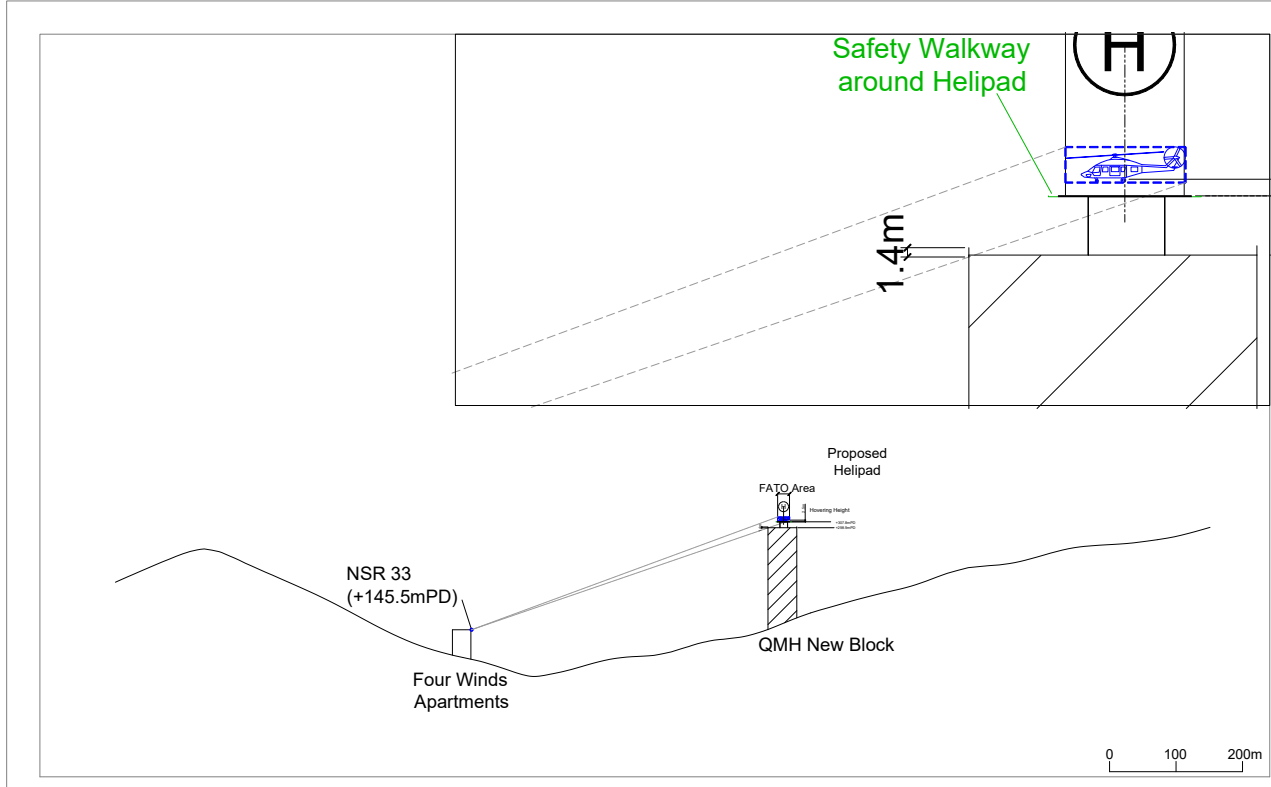 H
Safety Walkway
around Helipad
1.4m
Proposed
Helipad
FATO Area
H
Hovering Height
NSR 33
(+145.5mPD)
QMH New Block
Four Winds
Apartments
0 100 200m